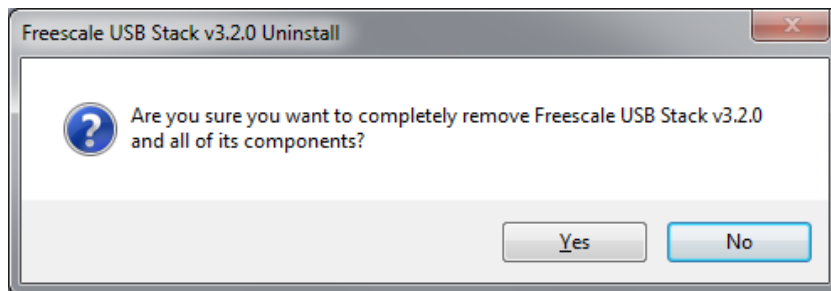 Freescale USB Stack v3.2.0 Uninstall
Are you sure you want to completely remove Freescale USB Stack v3.2.0
and all of its components?
Yes
No